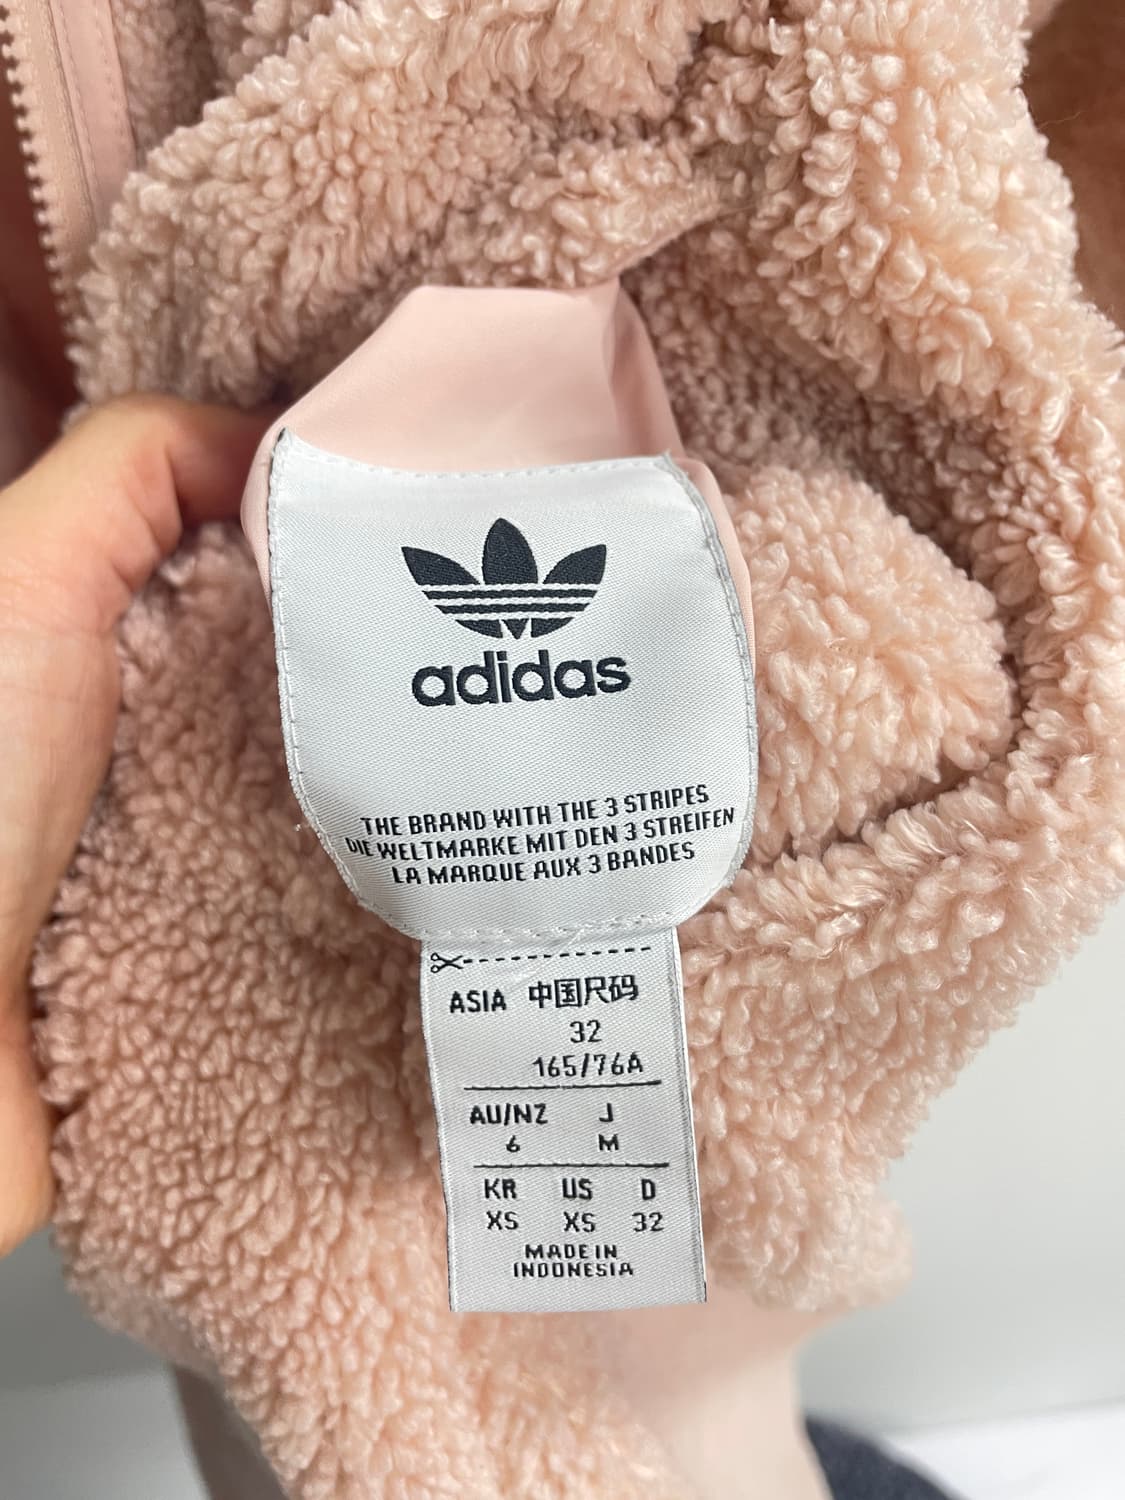 adidas
THE BRAND WITH THE 3 STRIPES
DIE WELTMARKE MIT DEN 3 STREIFEN
LA MARQUE AUX 3 BANDES
ASIA 中国尺码
32
165/76A
AU/NZ J
6 M
KR US D
XS XS 32
MADE IN
INDONESIA